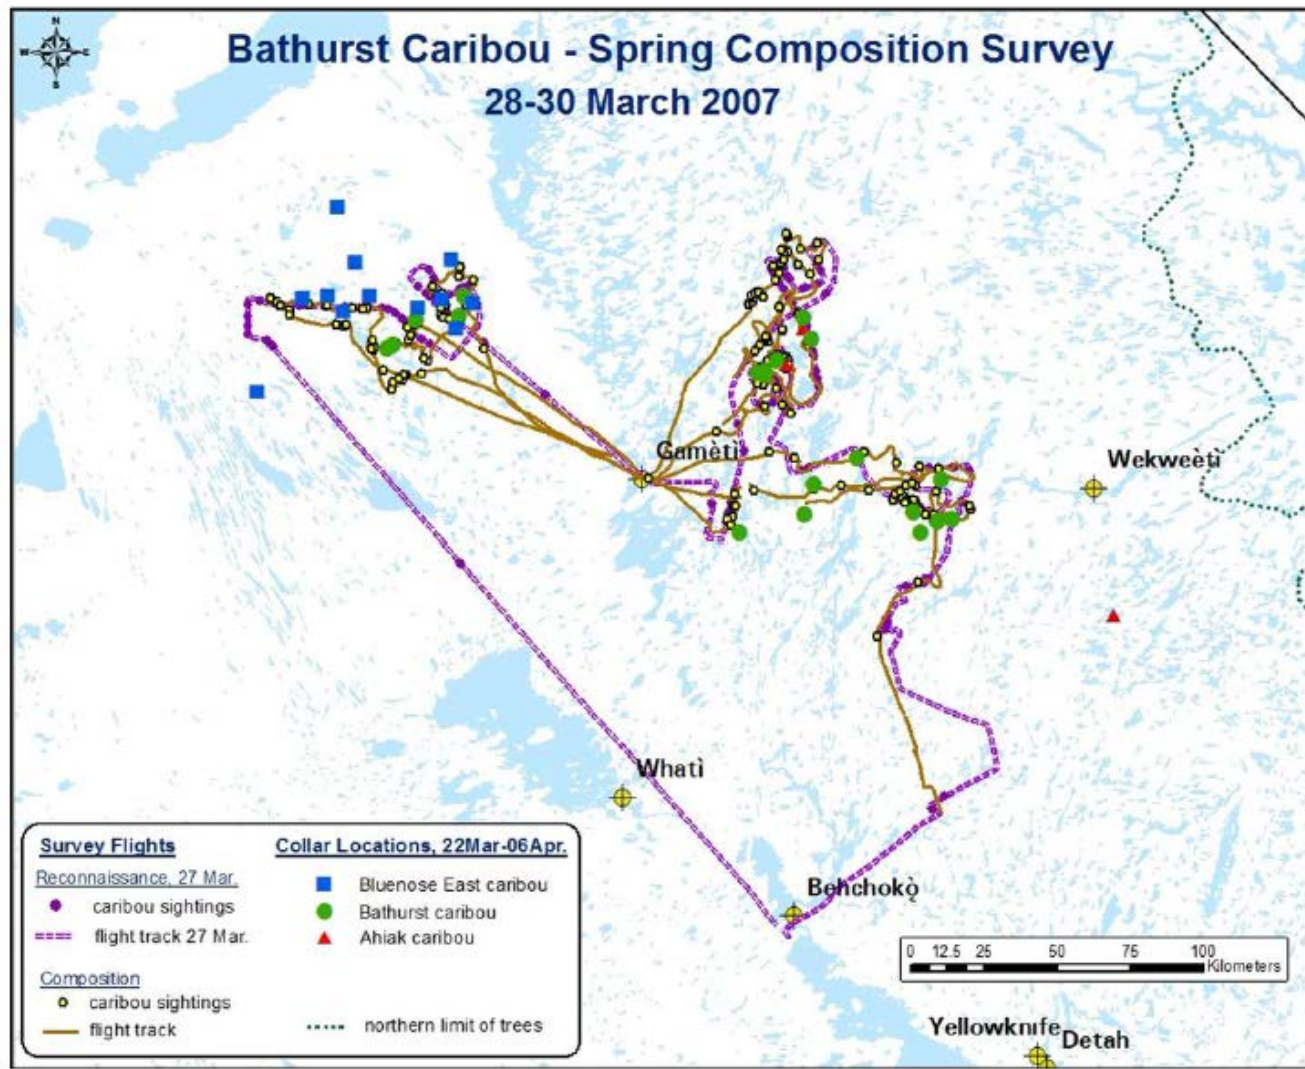 N
W
E
S
Bathurst Caribou - Spring Composition Survey
28-30 March 2007
Gamètì
Wekweètì
Whatì
Behchokǫ̀
Yellowknife
Detah
Survey Flights
Reconnaissance, 27 Mar.
caribou sightings
flight track 27 Mar.
Composition
caribou sightings
flight track
Collar Locations, 22Mar-06Apr.
Bluenose East caribou
Bathurst caribou
Ahiak caribou
northern limit of trees
0 12.5 25 50 75 100
Kilometers